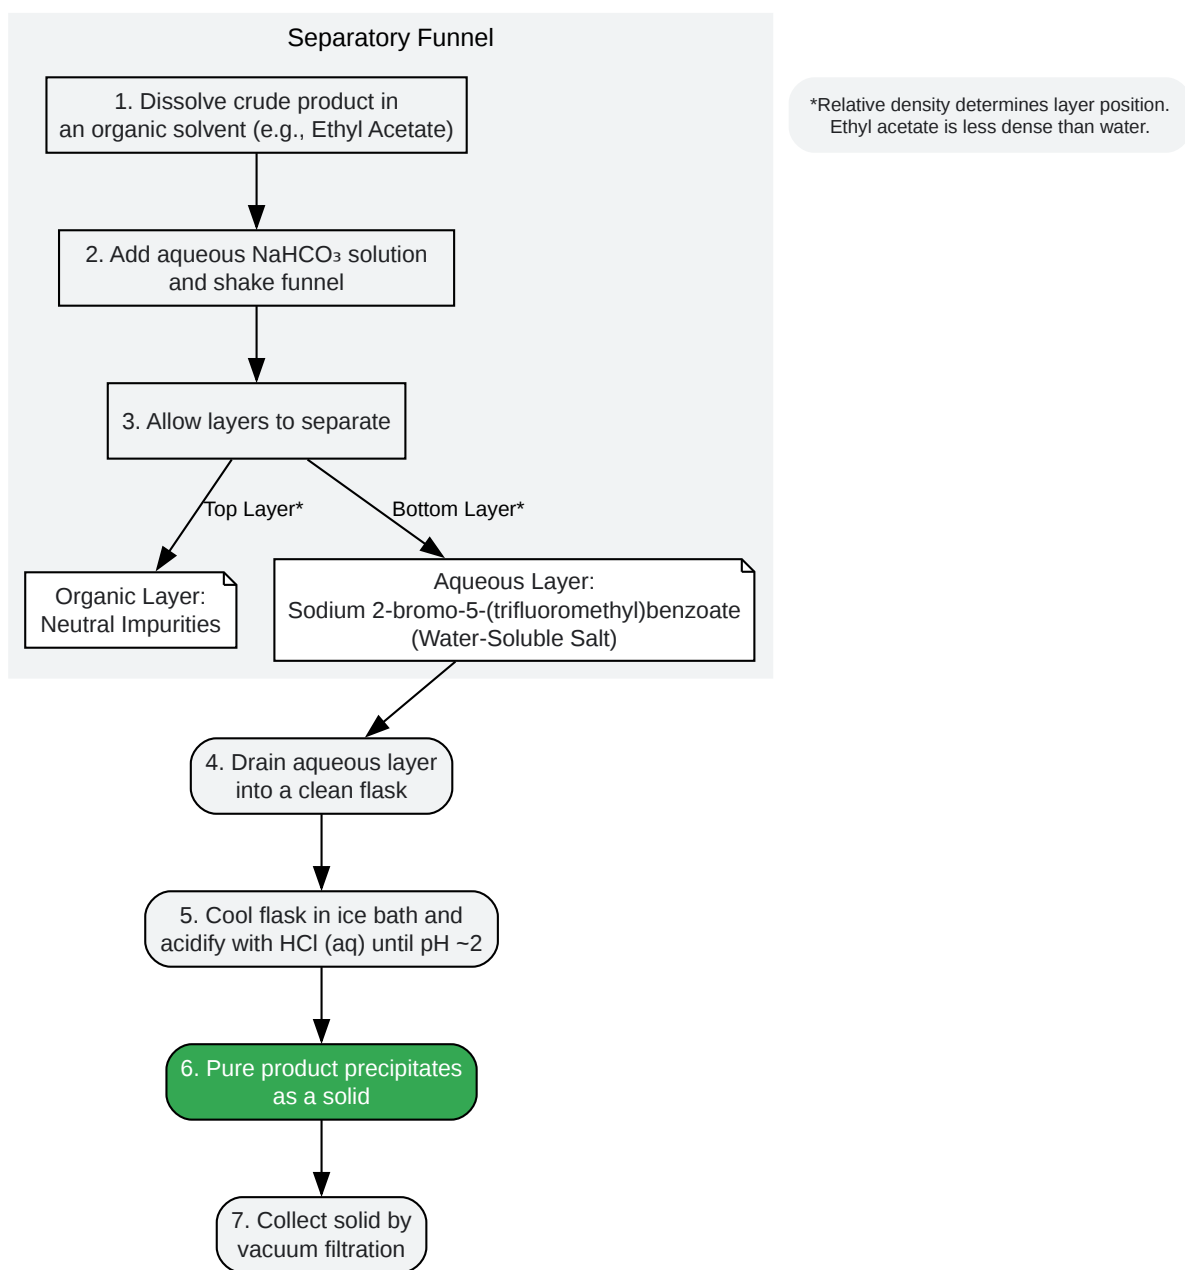 Separatory Funnel
1. Dissolve crude product in
an organic solvent (e.g., Ethyl Acetate)
*Relative density determines layer position.
Ethyl acetate is less dense than water.
2. Add aqueous NaHCO₃ solution
and shake funnel
3. Allow layers to separate
Top Layer*
Bottom Layer*
Organic Layer:
Neutral Impurities
Aqueous Layer:
Sodium 2-bromo-5-(trifluoromethyl)benzoate
(Water-Soluble Salt)
4. Drain aqueous layer
into a clean flask
5. Cool flask in ice bath and
acidify with HCl (aq) until pH ~2
6. Pure product precipitates
as a solid
7. Collect solid by
vacuum filtration